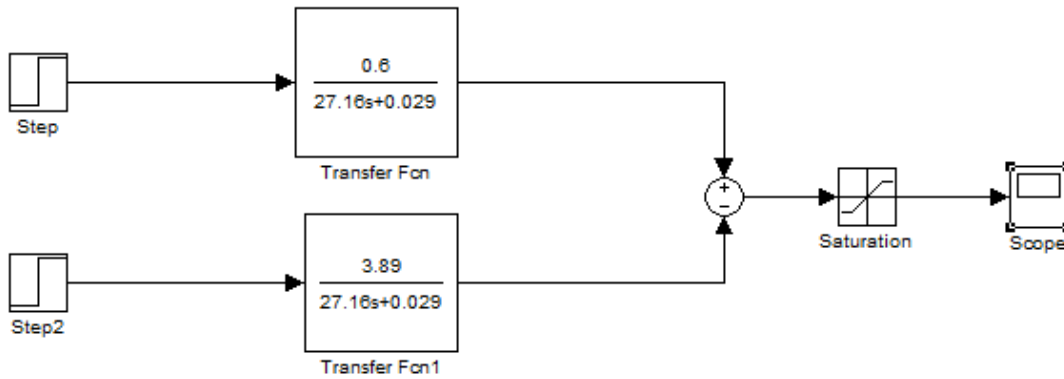 0.6
27.16s+0.029
Step
Transfer Fcn
+
−
Saturation
Scope
3.89
27.16s+0.029
Step2
Transfer Fcn1